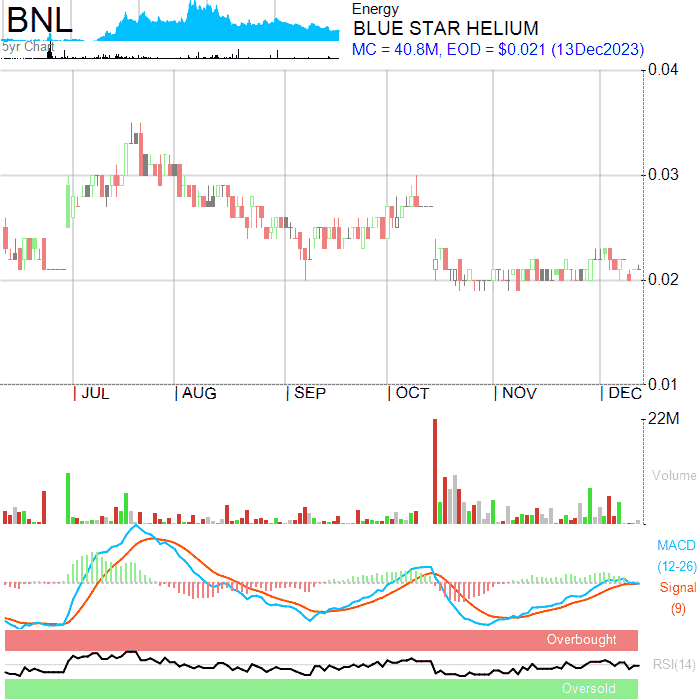 BNL
5yr Chart
Energy
BLUE STAR HELIUM
MC = 40.8M, EOD = $0.021 (13Dec2023)
0.04
0.03
0.02
0.01
| JUL | AUG | SEP | OCT | NOV | DEC
22M
Volume
MACD
(12-26)
Signal
(9)
Overbought
RSI(14)
Oversold